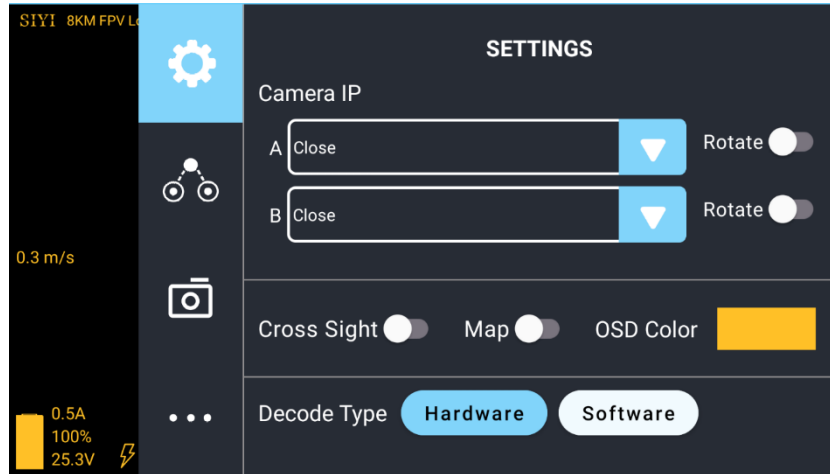 SIYI 8KM FPV Lo
SETTINGS
Camera IP
A Close Rotate
B Close Rotate
0.3 m/s
Cross Sight Map OSD Color
Decode Type Hardware Software
0.5A
100%
25.3V